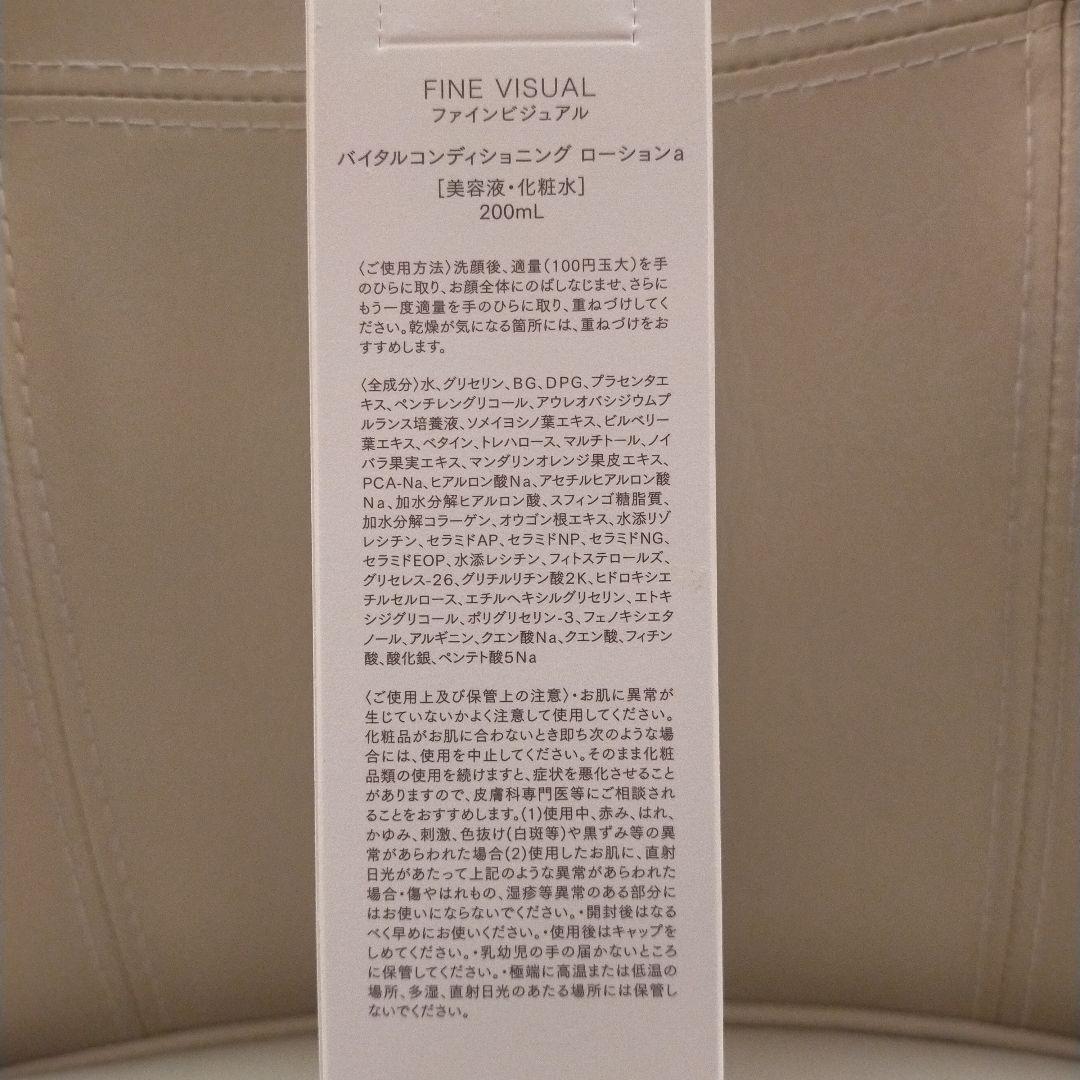 FINE VISUAL
ファインビジュアル
バイタルコンディショニング ローションa
[美容液・化粧水]
200mL
〈ご使用方法〉洗顔後、適量(100円玉大)を手
のひらに取り、お顔全体にのばしなじませ、さらに
もう一度適量を手のひらに取り、重ねづけしてく
ださい。乾燥が気になる箇所には、重ねづけをお
すすめします。
〈全成分〉水、グリセリン、BG、DPG、プラセンタエ
キス、ペンチレングリコール、アウレオバシジウムプ
ルランス培養液、ソメイヨシノ葉エキス、ビルベリー
葉エキス、ベタイン、トレハロース、マルチトール、ノイ
バラ果実エキス、マンダリンオレンジ果皮エキス、
PCA-Na、ヒアルロン酸Na、アセチルヒアルロン酸
Na、加水分解ヒアルロン酸、スフィンゴ糖脂質、
加水分解コラーゲン、オウゴン根エキス、水添リゾ
レシチン、セラミドAP、セラミドNP、セラミドNG、
セラミドEOP、水添レシチン、フィトステロールズ、
グリセレス-26、グリチルリチン酸2K、ヒドロキシエ
チルセルロース、エチルヘキシルグリセリン、エトキ
シジグリコール、ポリグリセリン-3、フェノキシエタ
ノール、アルギニン、クエン酸Na、クエン酸、フィチン
酸、酸化銀、ペンテト酸5Na
〈ご使用上及び保管上の注意〉・お肌に異常が
生じていないかよく注意して使用してください。
化粧品がお肌に合わないとき即ち次のような場
合には、使用を中止してください。そのまま化粧
品類の使用を続けますと、症状を悪化させること
がありますので、皮膚科専門医等にご相談され
ることをおすすめします。(1)使用中、赤み、はれ、
かゆみ、刺激、色抜け(白斑等)や黒ずみ等の異
常があらわれた場合(2)使用したお肌に、直射
日光があたって上記のような異常があらわれた
場合・傷やはれもの、湿疹等異常のある部分に
はお使いにならないでください。・開封後はなる
べく早めにお使いください。・使用後はキャップを
しめてください。・乳幼児の手の届かないところ
に保管してください。・極端に高温または低温の
場所、多湿、直射日光のあたる場所には保管し
ないでください。